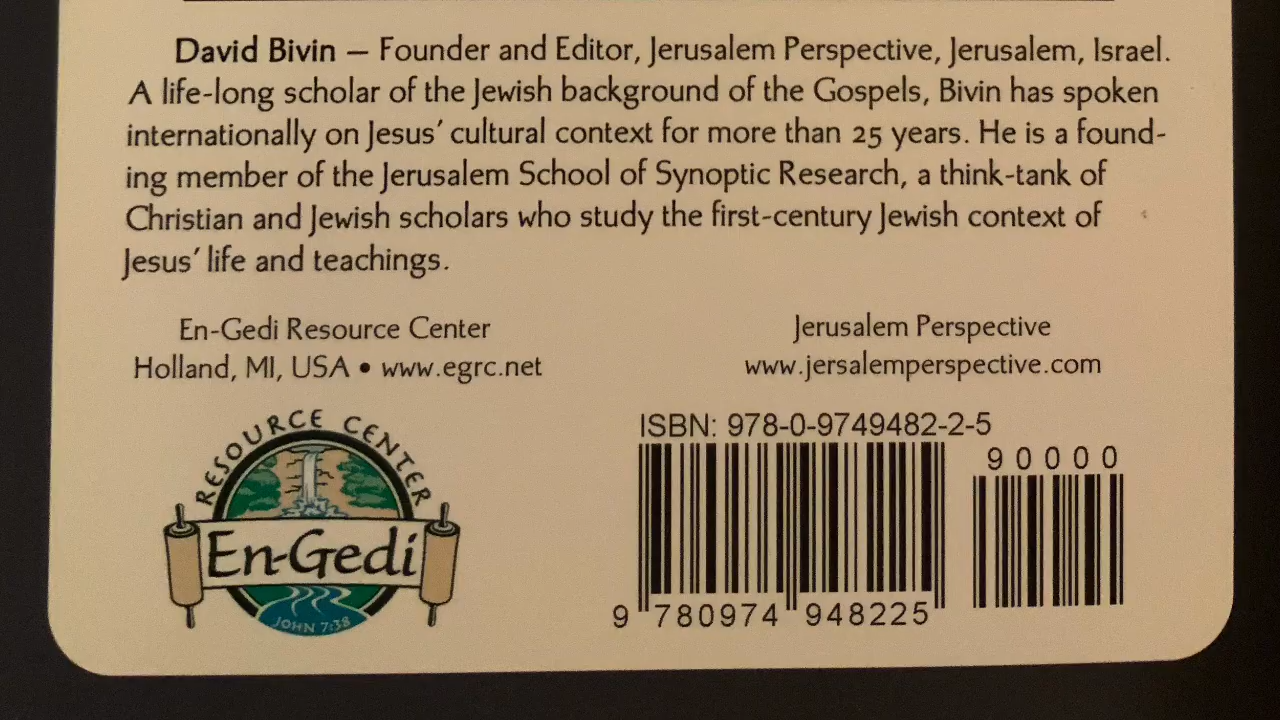 David Bivin – Founder and Editor, Jerusalem Perspective, Jerusalem, Israel.
A life-long scholar of the Jewish background of the Gospels, Bivin has spoken
internationally on Jesus' cultural context for more than 25 years. He is a found-
ing member of the Jerusalem School of Synoptic Research, a think-tank of
Christian and Jewish scholars who study the first-century Jewish context of
Jesus' life and teachings.
En-Gedi Resource Center
Holland, MI, USA • www.egrc.net
Jerusalem Perspective
www.jersalemperspective.com
RESOURCE CENTER
En-Gedi
JOHN 7:38
ISBN: 978-0-9749482-2-5
90000
9 780974 948225